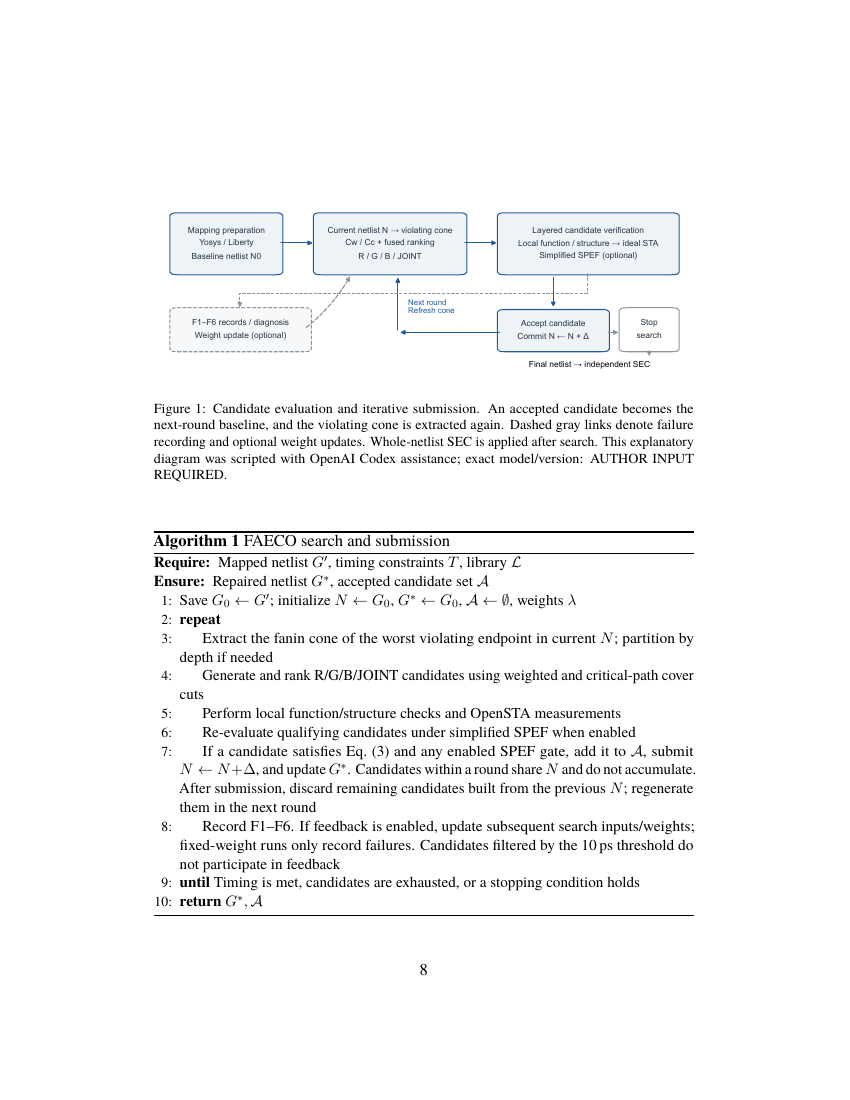 Mapping preparation
Yosys / Liberty
Baseline netlist N0
Current netlist N → violating cone
Cw / Cc + fused ranking
R / G / B / JOINT
Layered candidate verification
Local function / structure → ideal STA
Simplified SPEF (optional)
F1–F6 records / diagnosis
Weight update (optional)
Next round
Refresh cone
Accept candidate
Commit N ← N + Δ
Stop
search
Final netlist → independent SEC
Figure 1: Candidate evaluation and iterative submission. An accepted candidate becomes the
next-round baseline, and the violating cone is extracted again. Dashed gray links denote failure
recording and optional weight updates. Whole-netlist SEC is applied after search. This explanatory
diagram was scripted with OpenAI Codex assistance; exact model/version: AUTHOR INPUT
REQUIRED.
Algorithm 1 FAECO search and submission
Require: Mapped netlist G′, timing constraints T, library ℒ
Ensure: Repaired netlist G*, accepted candidate set 𝒜
1: Save G₀ ← G′; initialize N ← G₀, G* ← G₀, 𝒜 ← ∅, weights λ
2: repeat
3: Extract the fanin cone of the worst violating endpoint in current N; partition by
depth if needed
4: Generate and rank R/G/B/JOINT candidates using weighted and critical-path cover
cuts
5: Perform local function/structure checks and OpenSTA measurements
6: Re-evaluate qualifying candidates under simplified SPEF when enabled
7: If a candidate satisfies Eq. (3) and any enabled SPEF gate, add it to 𝒜, submit
N ← N+Δ, and update G*. Candidates within a round share N and do not accumulate.
After submission, discard remaining candidates built from the previous N; regenerate
them in the next round
8: Record F1–F6. If feedback is enabled, update subsequent search inputs/weights;
fixed-weight runs only record failures. Candidates filtered by the 10 ps threshold do
not participate in feedback
9: until Timing is met, candidates are exhausted, or a stopping condition holds
10: return G*, 𝒜
8